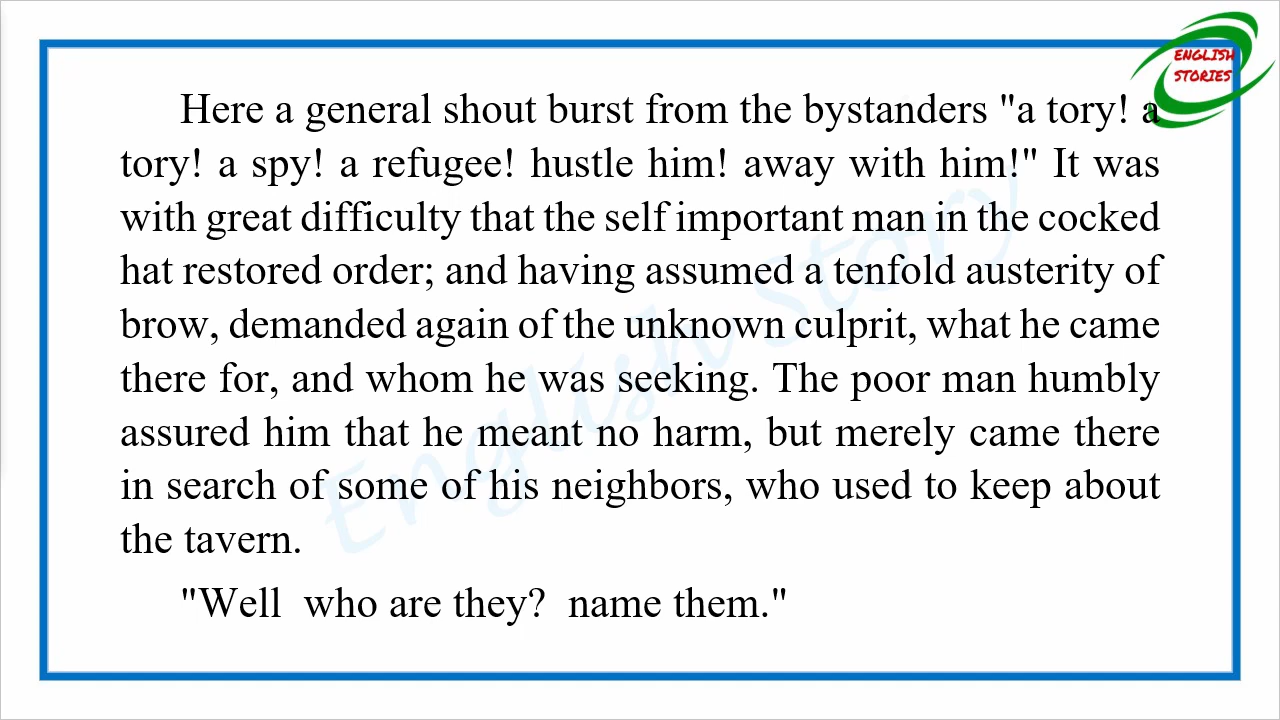 ENGLISH
STORIES
Here a general shout burst from the bystanders "a tory! a
tory! a spy! a refugee! hustle him! away with him!" It was
with great difficulty that the self important man in the cocked
hat restored order; and having assumed a tenfold austerity of
brow, demanded again of the unknown culprit, what he came
there for, and whom he was seeking. The poor man humbly
assured him that he meant no harm, but merely came there
in search of some of his neighbors, who used to keep about
the tavern.
"Well  who are they?  name them."
English Story